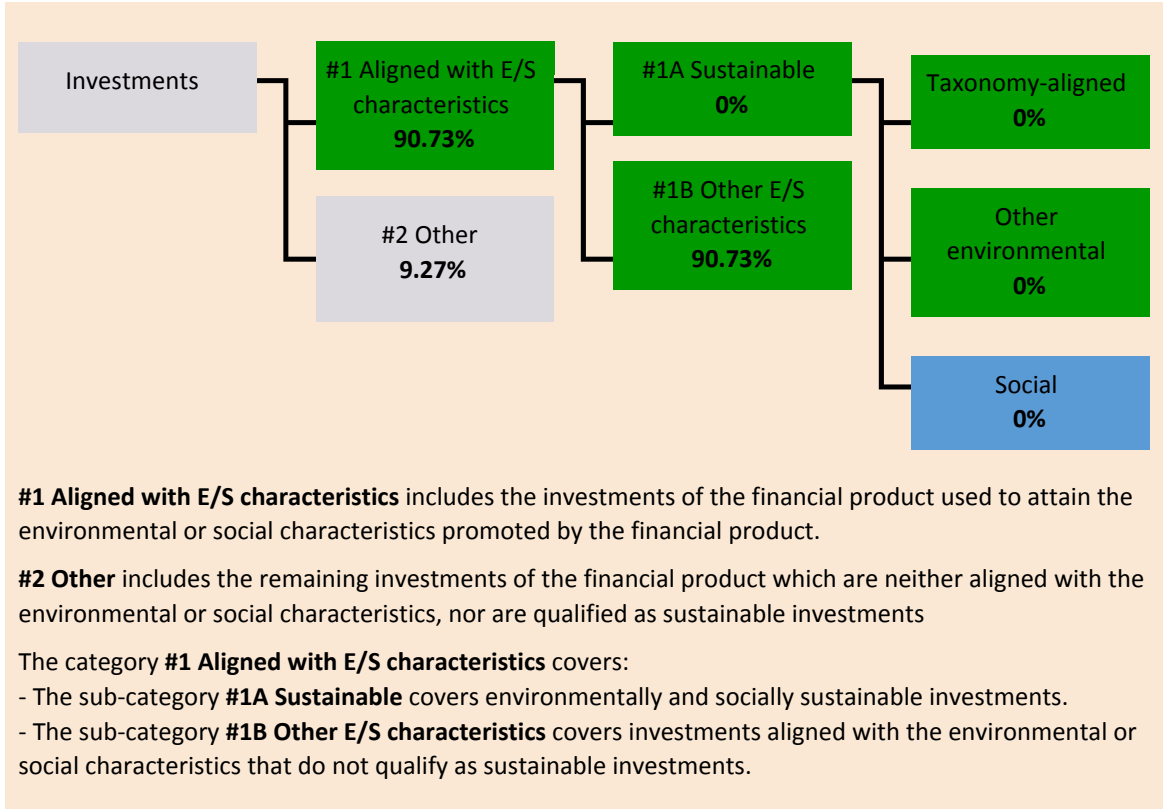 Investments
#1 Aligned with E/S
characteristics
90.73%
#2 Other
9.27%
#1A Sustainable
0%
#1B Other E/S
characteristics
90.73%
Taxonomy-aligned
0%
Other
environmental
0%
Social
0%
#1 Aligned with E/S characteristics includes the investments of the financial product used to attain the
environmental or social characteristics promoted by the financial product.
#2 Other includes the remaining investments of the financial product which are neither aligned with the
environmental or social characteristics, nor are qualified as sustainable investments
The category #1 Aligned with E/S characteristics covers:
- The sub-category #1A Sustainable covers environmentally and socially sustainable investments.
- The sub-category #1B Other E/S characteristics covers investments aligned with the environmental or
social characteristics that do not qualify as sustainable investments.